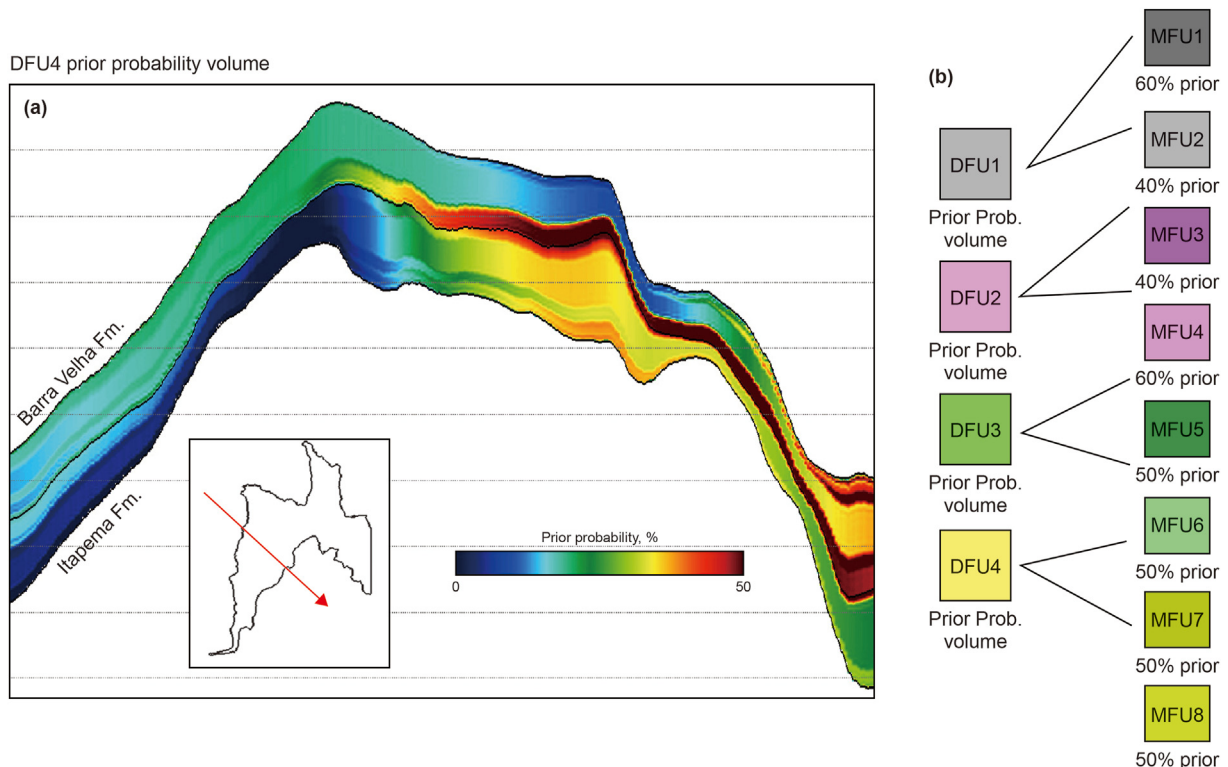 DFU4 prior probability volume
(a)
Barra Velha Fm.
Itapema Fm.
Prior probability, %
0
50
(b)
DFU1
Prior Prob.
volume
DFU2
Prior Prob.
volume
DFU3
Prior Prob.
volume
DFU4
Prior Prob.
volume
MFU1
60% prior
MFU2
40% prior
MFU3
40% prior
MFU4
60% prior
MFU5
50% prior
MFU6
50% prior
MFU7
50% prior
MFU8
50% prior